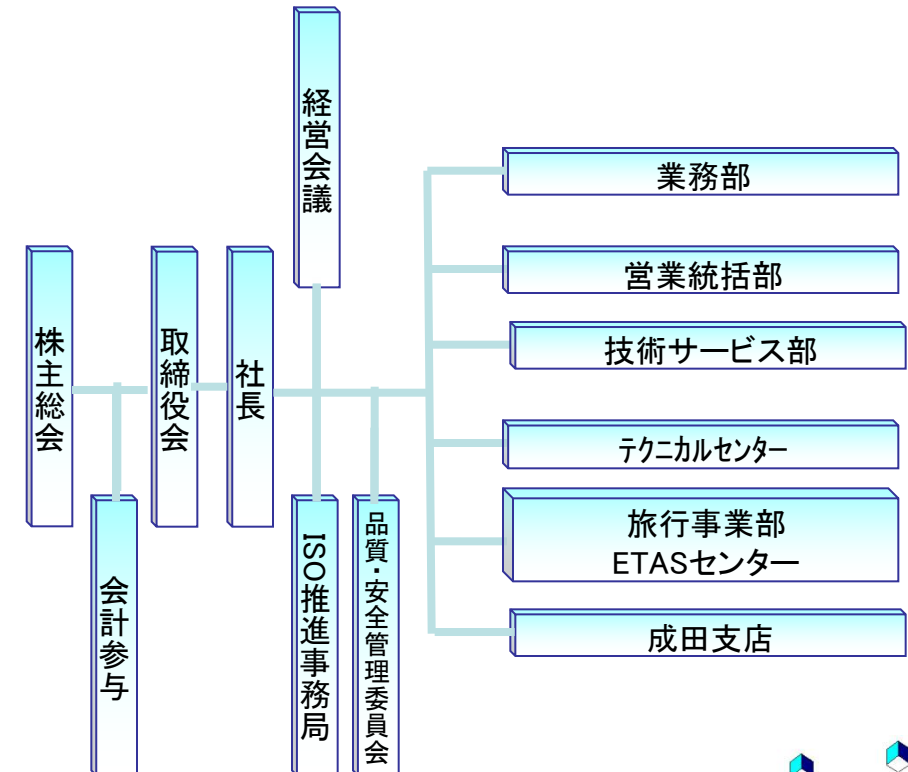 経営会議
株主総会
取締役会
社長
会計参与
ISO推進事務局
品質・安全管理委員会
業務部
営業統括部
技術サービス部
テクニカルセンター
旅行事業部
ETASセンター
成田支店